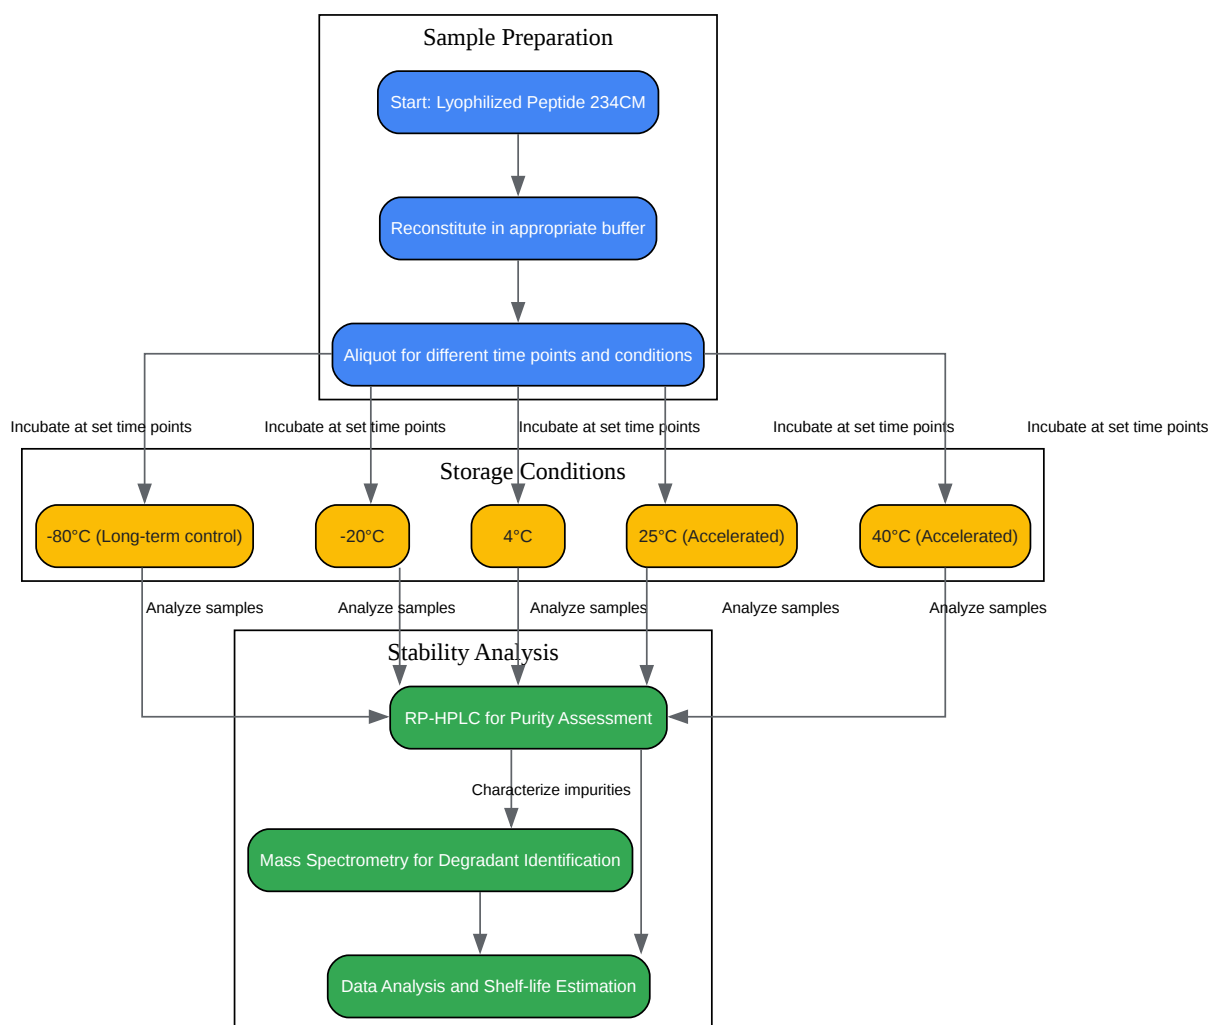 Sample Preparation
Start: Lyophilized Peptide 234CM
Reconstitute in appropriate buffer
Aliquot for different time points and conditions
Incubate at set time points
Incubate at set time points
Incubate at set time points
Incubate at set time points
Incubate at set time points
Storage Conditions
-80°C (Long-term control)
-20°C
4°C
25°C (Accelerated)
40°C (Accelerated)
Analyze samples
Analyze samples
Analyze samples
Analyze samples
Analyze samples
Stability Analysis
RP-HPLC for Purity Assessment
Characterize impurities
Mass Spectrometry for Degradant Identification
Data Analysis and Shelf-life Estimation